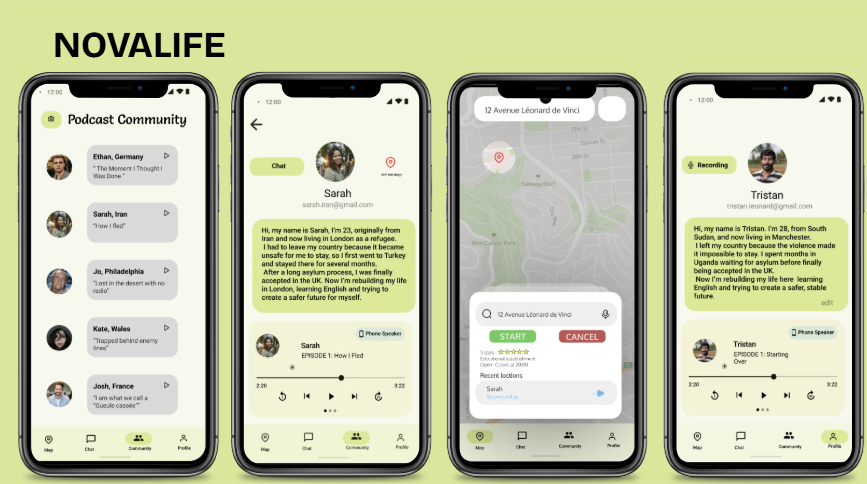 NOVALIFE
12:00
Podcast Community
Ethan, Germany
" The Moment I Thought I
Was Done "
Sarah, Iran
"How I fled"
Jo, Philadelphia
"Lost in the desert with no
radio"
Kate, Wales
"Trapped behind enemy
lines"
Josh, France
"I am what we call a
"Gueule cassée""
Map
Chat
Community
Profile
12:00
Chat
Sarah
sarah.iran@gmail.com
Hi, my name is Sarah, I'm 23, originally from
Iran and now living in London as a refugee.
I had to leave my country because it became
unsafe for me to stay, so I first went to Turkey
and stayed there for several months.
After a long asylum process, I was finally
accepted in the UK. Now I'm rebuilding my life
in London, learning English and trying to
create a safer future for myself.
Phone Speaker
Sarah
EPISODE 1: How I Fled
2:20
3:22
Map
Chat
Community
Profile
12 Avenue Léonard de Vinci
12 Avenue Léonard de Vinci
START
CANCEL
5 stars
Educational establishment
Open · Closes at 20:00
Recent loctions
Sarah
Map
Chat
Community
Profile
12:00
Recording
Tristan
tristan.leonard@gmail.com
Hi, my name is Tristan. I'm 28, from South
Sudan, and now living in Manchester.
I left my country because the violence made
it impossible to stay. I spent months in
Uganda waiting for asylum before finally
being accepted in the UK.
Now I'm rebuilding my life here learning
English and trying to create a safer, stable
future.
edit
Phone Speaker
Tristan
EPISODE 1: Starting
Over
2:20
3:22
Map
Chat
Community
Profile